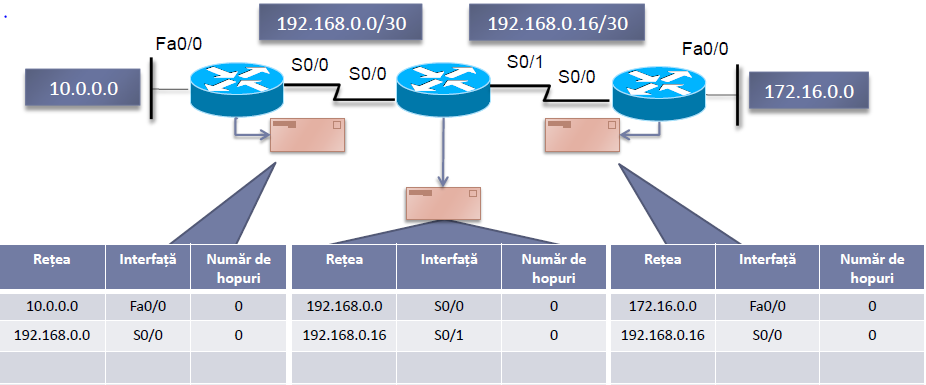 192.168.0.0/30
192.168.0.16/30
Fa0/0
S0/0
S0/0
S0/1
S0/0
Fa0/0
10.0.0.0
172.16.0.0
Rețea Interfață Număr de hopuri
10.0.0.0 Fa0/0 0
192.168.0.0 S0/0 0
Rețea Interfață Număr de hopuri
192.168.0.0 S0/0 0
192.168.0.16 S0/1 0
Rețea Interfață Număr de hopuri
172.16.0.0 Fa0/0 0
192.168.0.16 S0/0 0